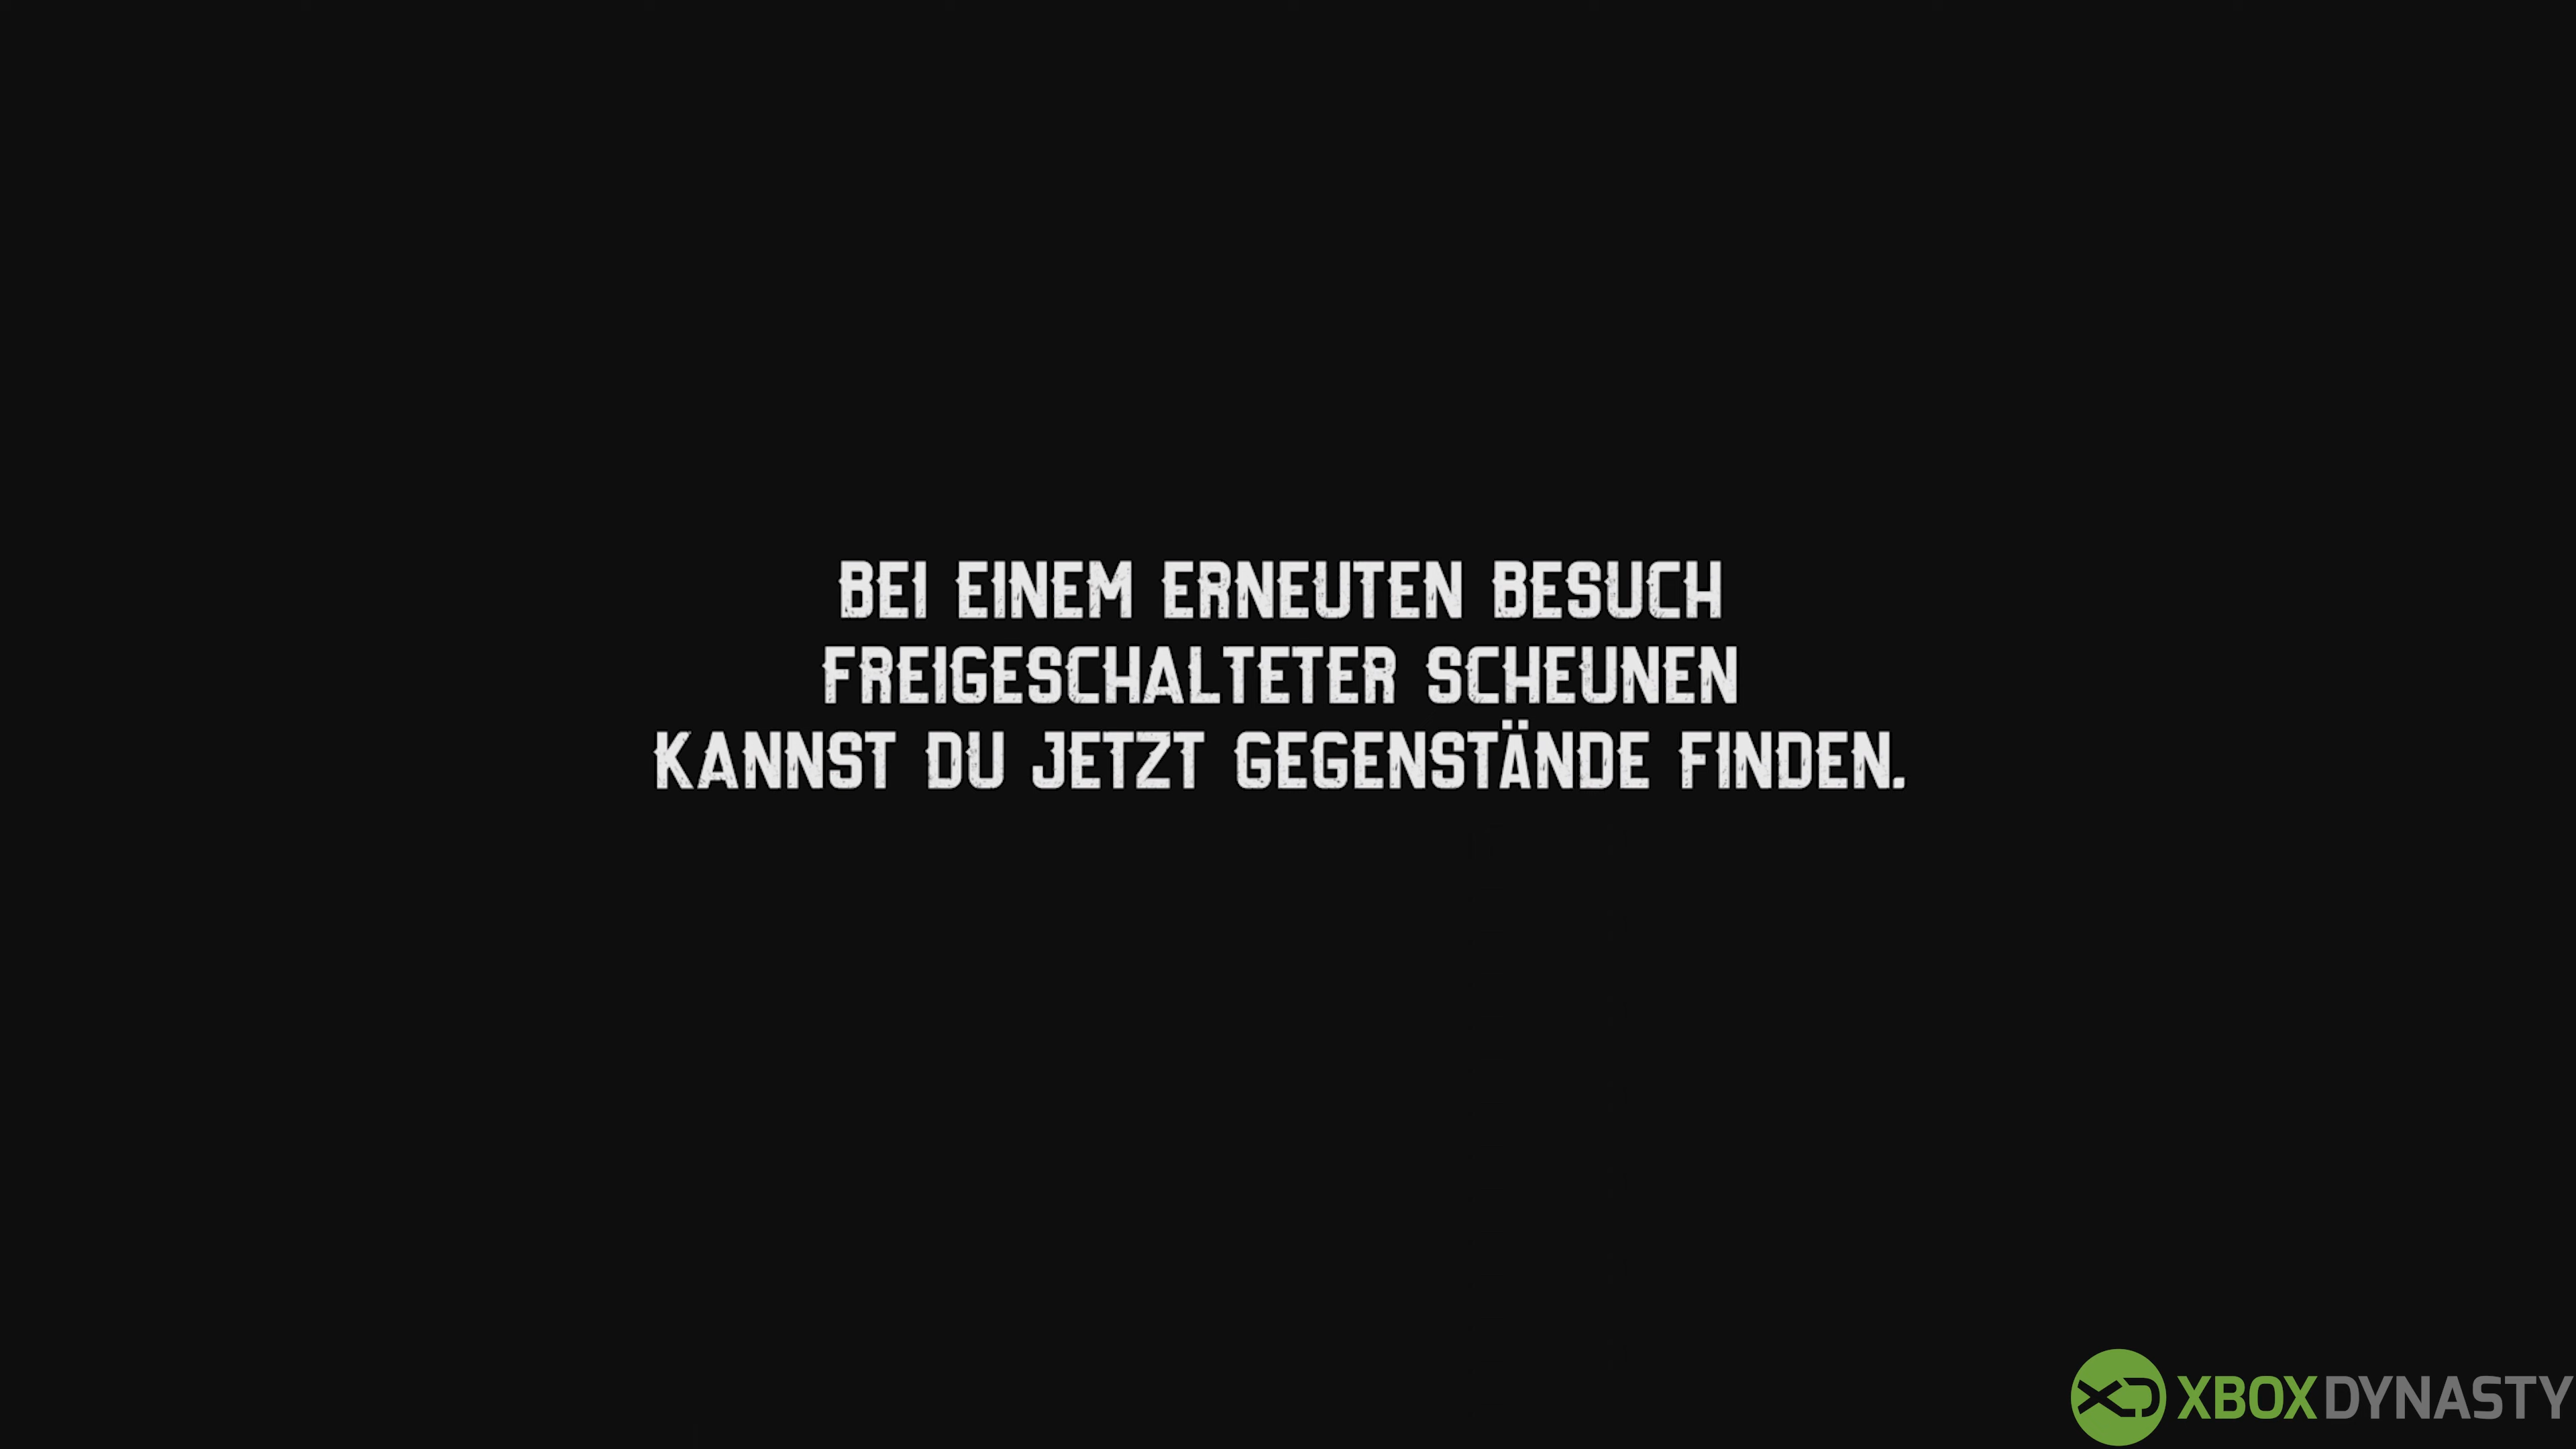 BEI EINEM ERNEUTEN BESUCH
FREIGESCHALTETER SCHEUNEN
KANNST DU JETZT GEGENSTÄNDE FINDEN.
XBOXDYNASTY